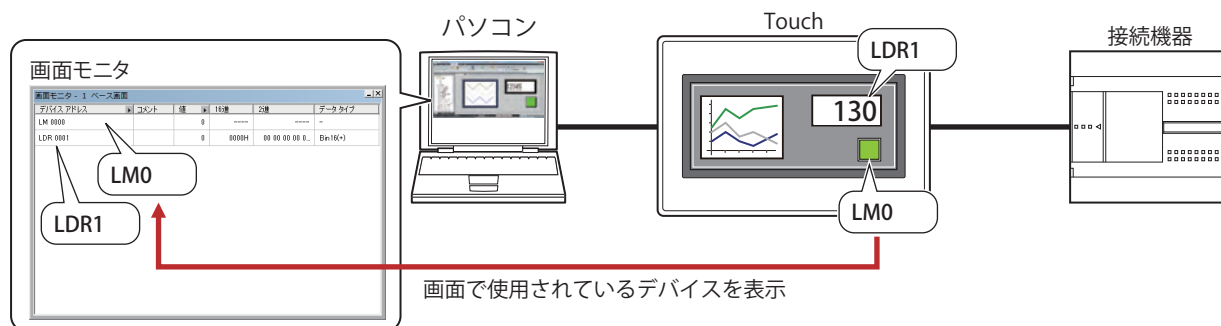 パソコン
Touch
接続機器
画面モニタ
画面モニタ - 1 ベース画面
デバイス アドレス コメント 値 16進 2進 データ タイプ
LM 0000 0 ---- ---- -
LDR 0001 0 0000H 00 00 00 00 0... Bin16(+)
LM0
LDR1
LDR1
130
LM0
画面で使用されているデバイスを表示